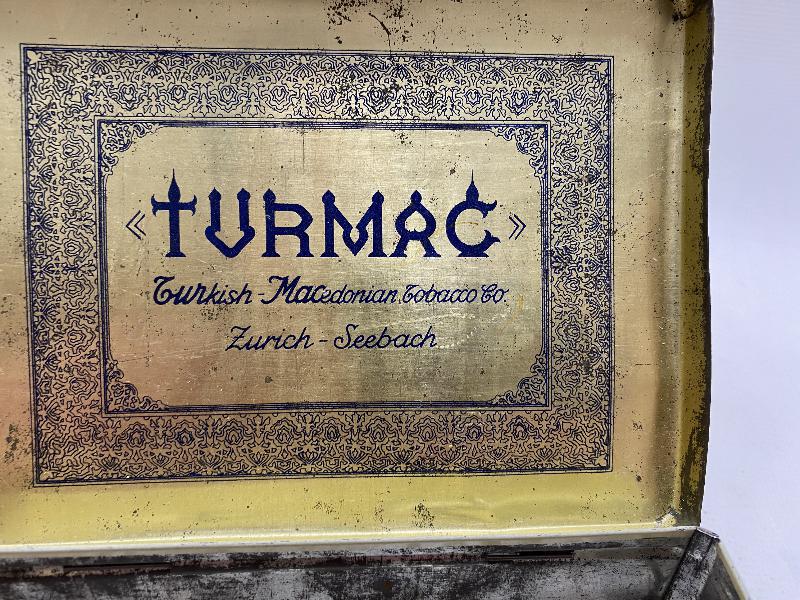 « TURMAC »
Turkish-Macedonian Tobacco Co.
Zurich - Seebach